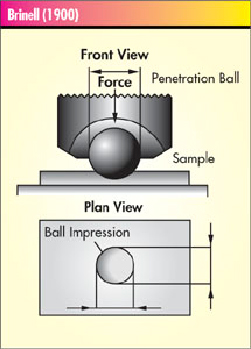 Brinell (1900)
Front View
Force
Penetration Ball
Sample
Plan View
Ball Impression